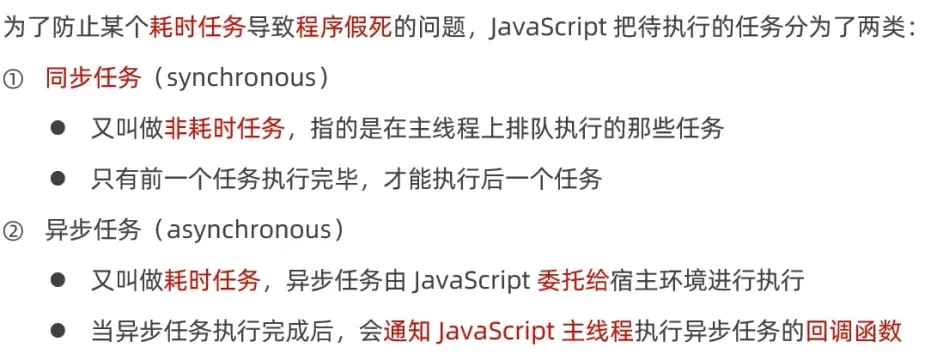 为了防止某个耗时任务导致程序假死的问题，JavaScript 把待执行的任务分为了两类：
① 同步任务（synchronous）
● 又叫做非耗时任务，指的是在主线程上排队执行的那些任务
● 只有前一个任务执行完毕，才能执行后一个任务
② 异步任务（asynchronous）
● 又叫做耗时任务，异步任务由 JavaScript 委托给宿主环境进行执行
● 当异步任务执行完成后，会通知 JavaScript 主线程执行异步任务的回调函数